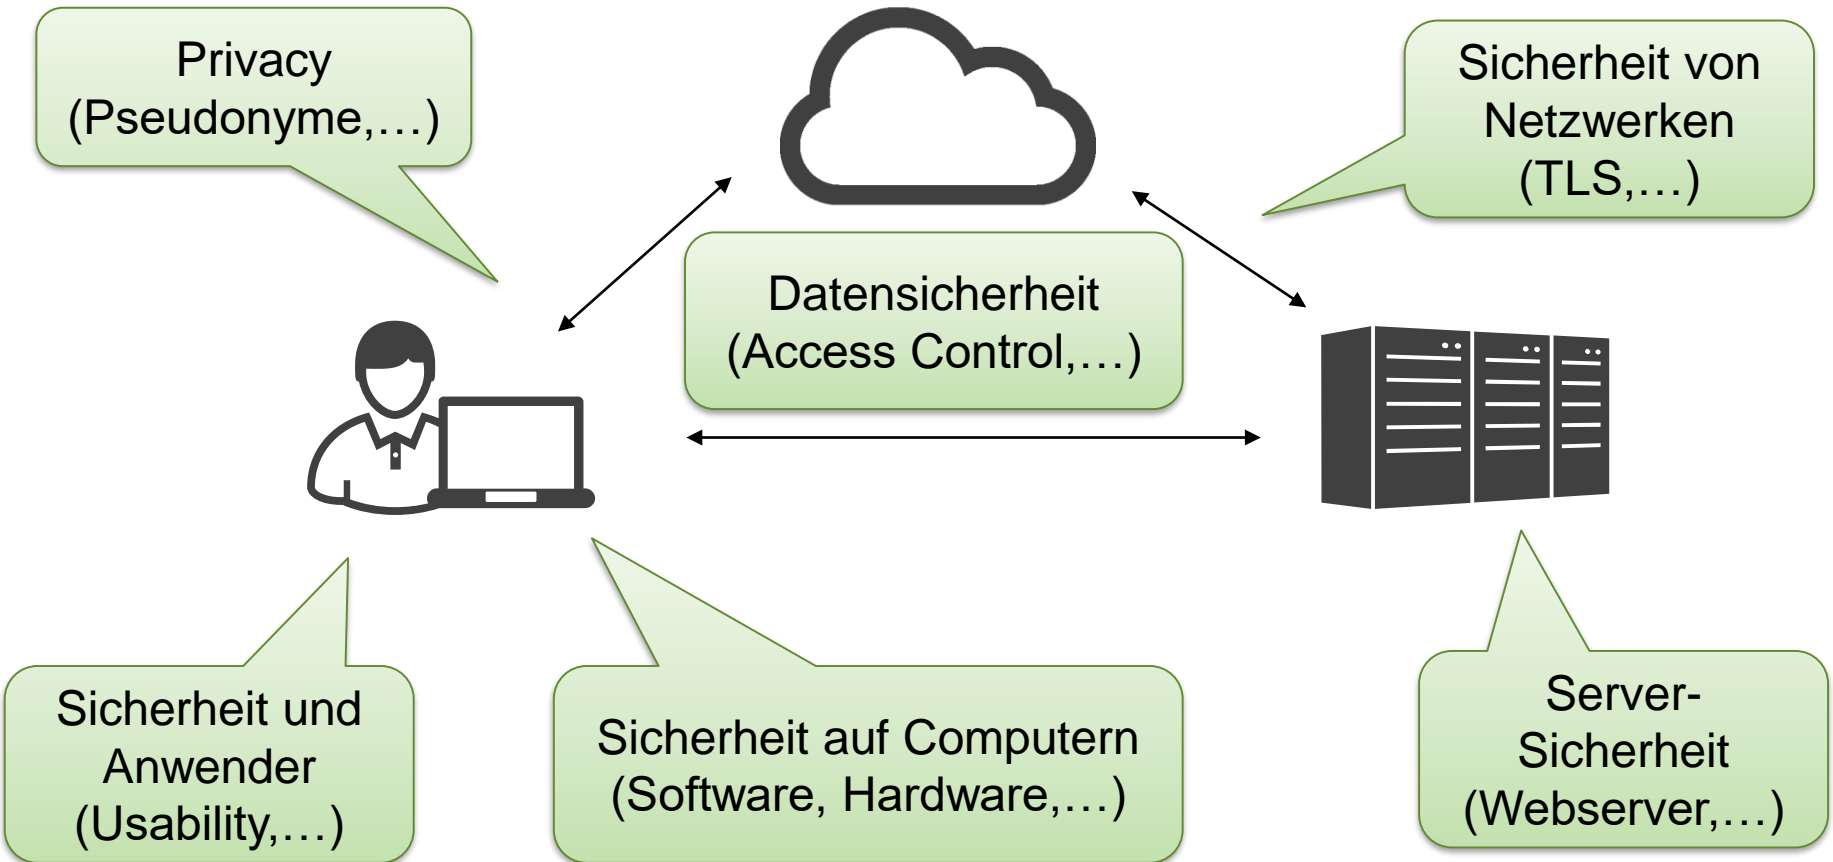 Privacy
(Pseudonyme,…)
Sicherheit von
Netzwerken
(TLS,…)
Datensicherheit
(Access Control,…)
Sicherheit und
Anwender
(Usability,…)
Sicherheit auf Computern
(Software, Hardware,…)
Server-
Sicherheit
(Webserver,…)